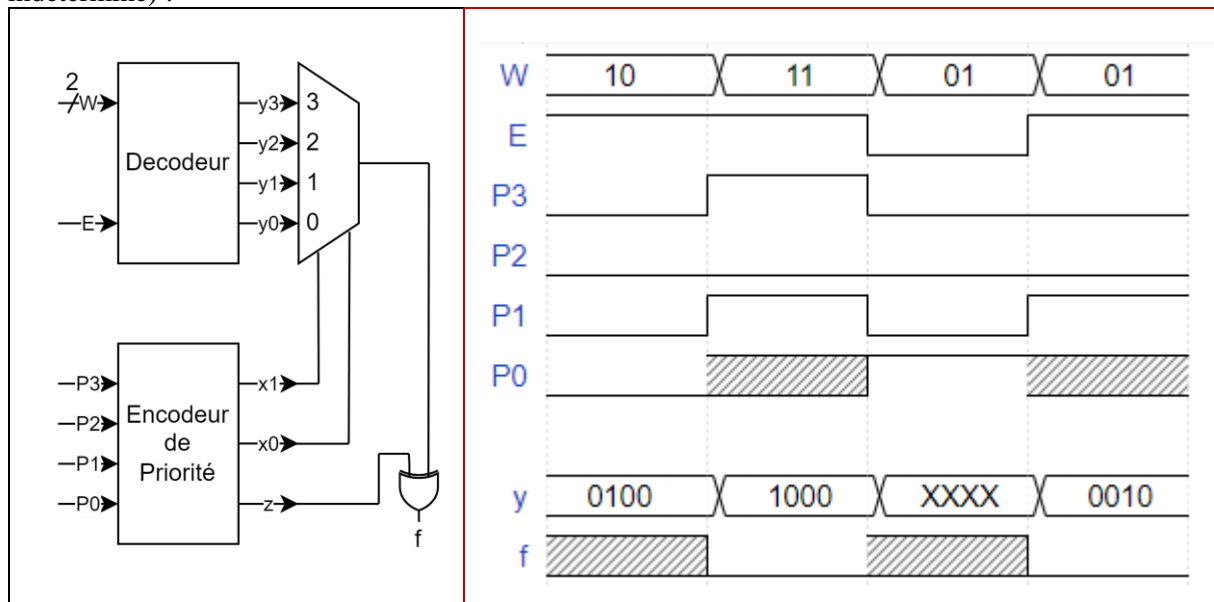 indéterminé) :
2
W
y3
3
y2
2
Decodeur
y1
1
E
y0
0
P3
x1
P2
Encodeur
de
x0
P1
Priorité
P0
z
f
W 10 11 01 01
E
P3
P2
P1
P0
y 0100 1000 XXXX 0010
f